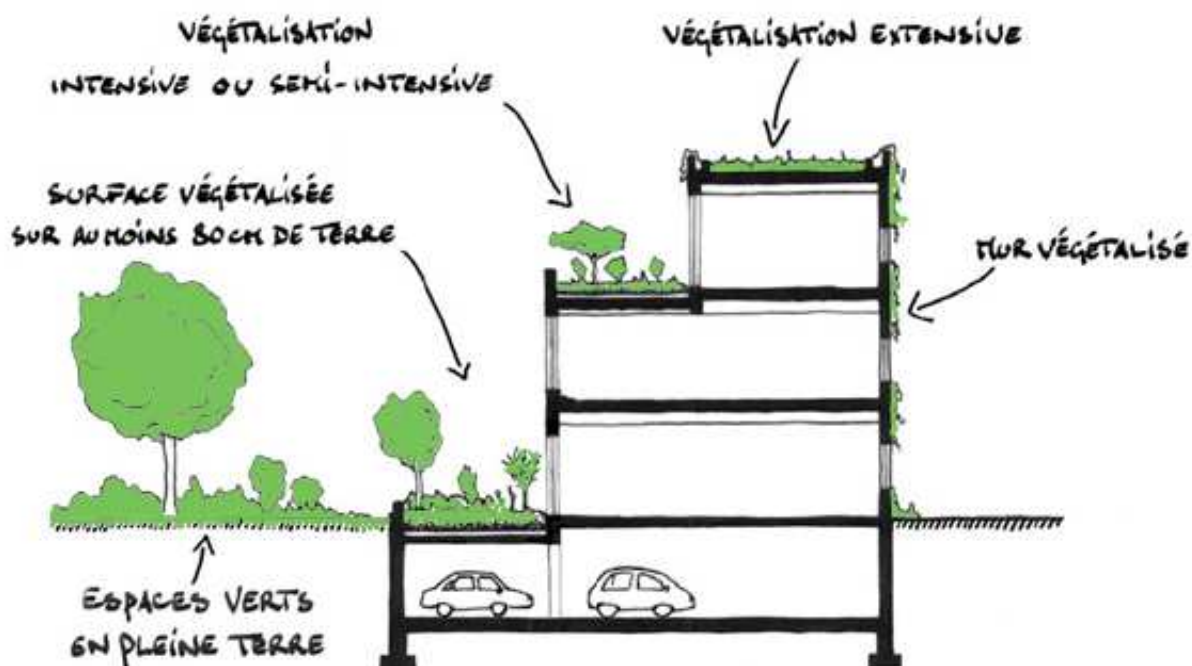 VÉGÉTALISATION
INTENSIVE OU SEMI-INTENSIVE
VÉGÉTALISATION EXTENSIVE
SURFACE VÉGÉTALISÉE
SUR AU MOINS 80 CM DE TERRE
MUR VÉGÉTALISÉ
ESPACES VERTS
EN PLEINE TERRE